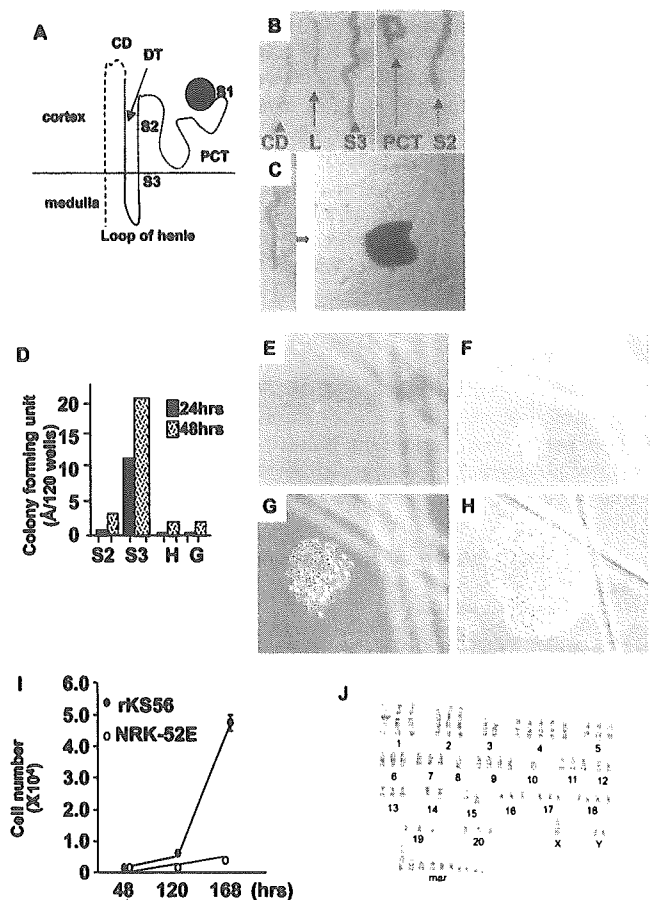 A
CD
DT
S1
cortex
S2
PCT
S3
medulla
Loop of henle
B
CD L S3 PCT S2
C
D
Colony forming unit
(Å/120 wells)
20
15
10
5
0
24hrs
48hrs
S2 S3 H G
E
F
G
H
I
Cell number
(X10⁴)
6.0
5.0
4.0
3.0
2.0
1.0
0
rKS56
NRK-52E
48 120 168 (hrs)
J
1 2 3 4 5
6 7 8 9 10 11 12
13 14 15 16 17 18
19 20 X Y
mar